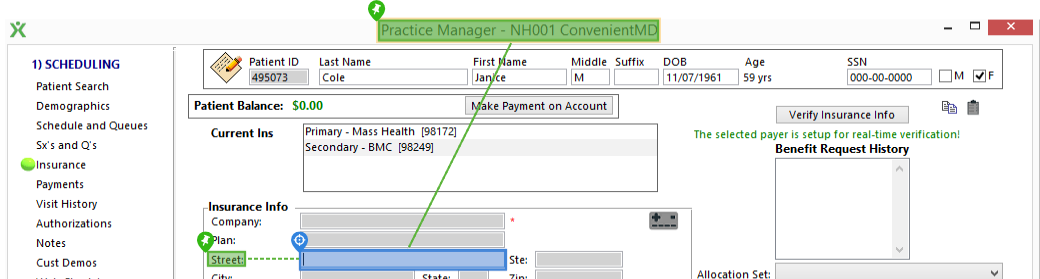 Practice Manager - NH001 ConvenientMD
1) SCHEDULING
Patient Search
Demographics
Schedule and Queues
Sx's and Q's
Insurance
Payments
Visit History
Authorizations
Notes
Cust Demos
Patient ID Last Name First Name Middle Suffix DOB Age SSN
495073 Cole Janice M 11/07/1961 59 yrs 000-00-0000 M F
Patient Balance: $0.00 Make Payment on Account
Verify Insurance Info
The selected payer is setup for real-time verification!
Current Ins
Primary - Mass Health [98172]
Secondary - BMC [98249]
Benefit Request History
Insurance Info
Company: *
Plan:
Street: Ste:
City: State: Zip:
Allocation Set: